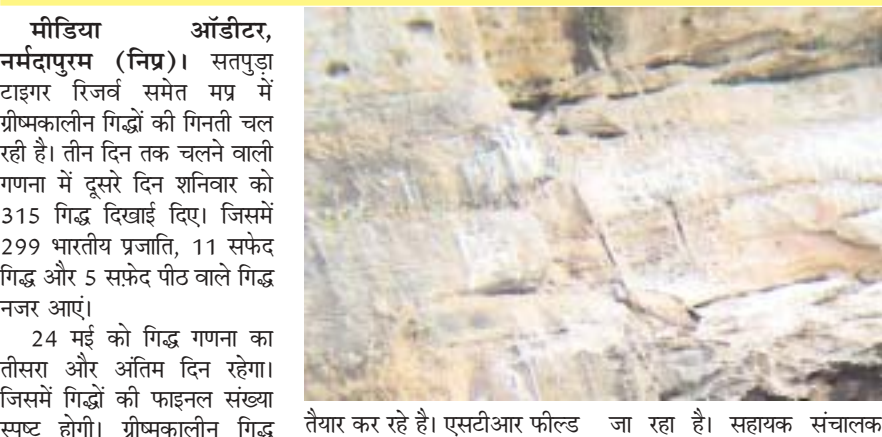 मीडिया ऑडीटर,
नर्मदापुरम (निप्र)। सतपुड़ा
टाइगर रिजर्व समेत मप्र में
ग्रीष्मकालीन गिद्धों की गिनती चल
रही है। तीन दिन तक चलने वाली
गणना में दूसरे दिन शनिवार को
315 गिद्ध दिखाई दिए। जिसमें
299 भारतीय प्रजाति, 11 सफेद
गिद्ध और 5 सफ़ेद पीठ वाले गिद्ध
नजर आएं।
24 मई को गिद्ध गणना का
तीसरा और अंतिम दिन रहेगा।
जिसमें गिद्धों की फाइनल संख्या
स्पष्ट होगी। ग्रीष्मकालीन गिद्ध
तैयार कर रहे है। एसटीआर फील्ड
जा रहा है। सहायक संचालक